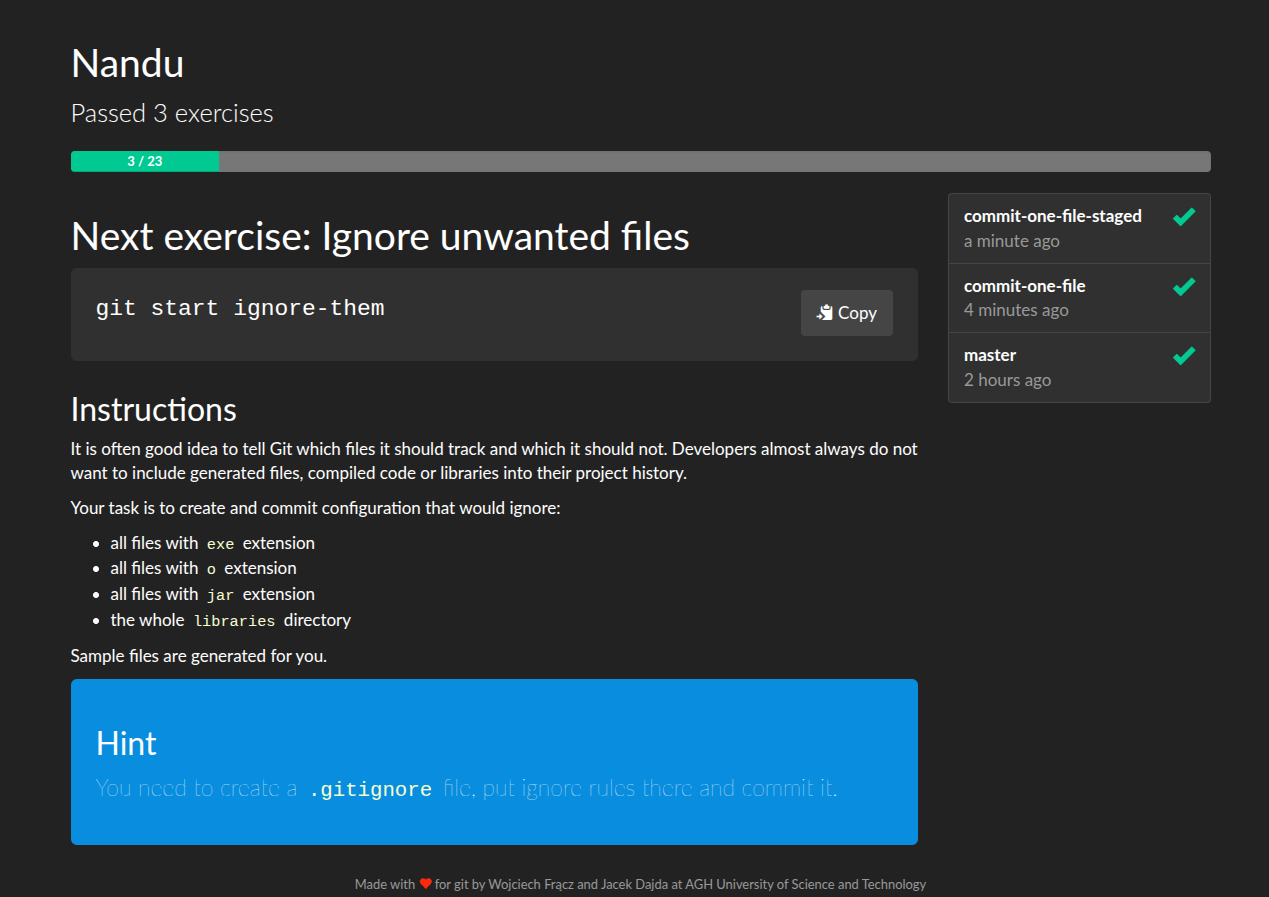 Nandu
Passed 3 exercises
3 / 23
Next exercise: Ignore unwanted files
git start ignore-them
Copy
Instructions
It is often good idea to tell Git which files it should track and which it should not. Developers almost always do not
want to include generated files, compiled code or libraries into their project history.
Your task is to create and commit configuration that would ignore:
all files with exe extension
all files with o extension
all files with jar extension
the whole libraries directory
Sample files are generated for you.
Hint
You need to create a .gitignore file, put ignore rules there and commit it.
commit-one-file-staged
a minute ago
commit-one-file
4 minutes ago
master
2 hours ago
Made with ❤ for git by Wojciech Frącz and Jacek Dajda at AGH University of Science and Technology